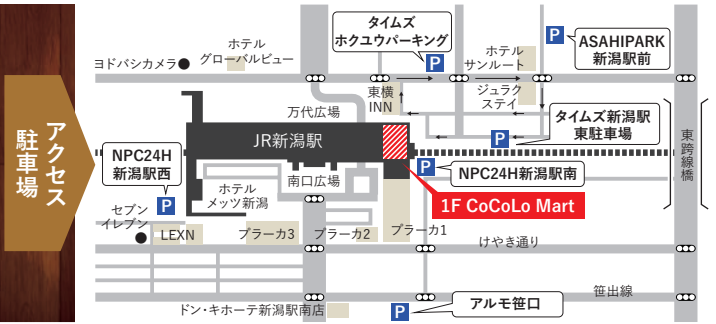 アクセス
駐車場
ヨドバシカメラ
ホテル
グローバルビュー
タイムズ
ホクユウパーキング
P
ホテル
サンルート
P
ASAHIPARK
新潟駅前
東横
INN
ジュラク
ステイ
万代広場
タイムズ新潟駅
東駐車場
P
JR新潟駅
東跨線橋
NPC24H
新潟駅西
P
南口広場
P
NPC24H新潟駅南
ホテル
メッツ新潟
1F CoCoLo Mart
セブン
イレブン
LEXN
プラーカ3
プラーカ2
プラーカ1
けやき通り
笹出線
ドン・キホーテ新潟駅南店
P
アルモ笹口